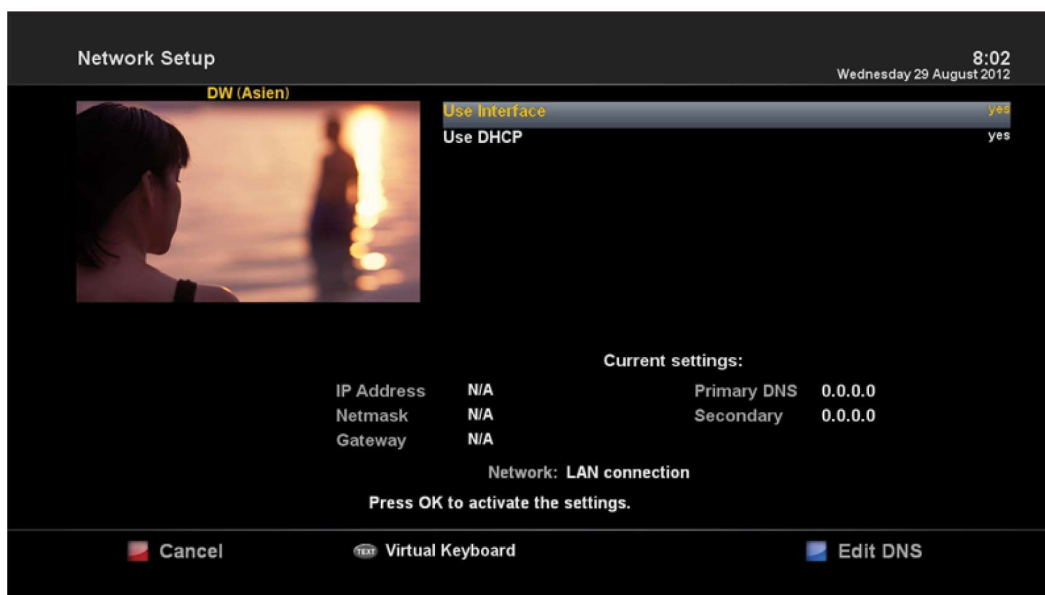 Network Setup
8:02
Wednesday 29 August 2012
DW (Asien)
Use Interface yes
Use DHCP yes
Current settings:
IP Address N/A Primary DNS 0.0.0.0
Netmask N/A Secondary 0.0.0.0
Gateway N/A
Network: LAN connection
Press OK to activate the settings.
Cancel TEXT Virtual Keyboard Edit DNS